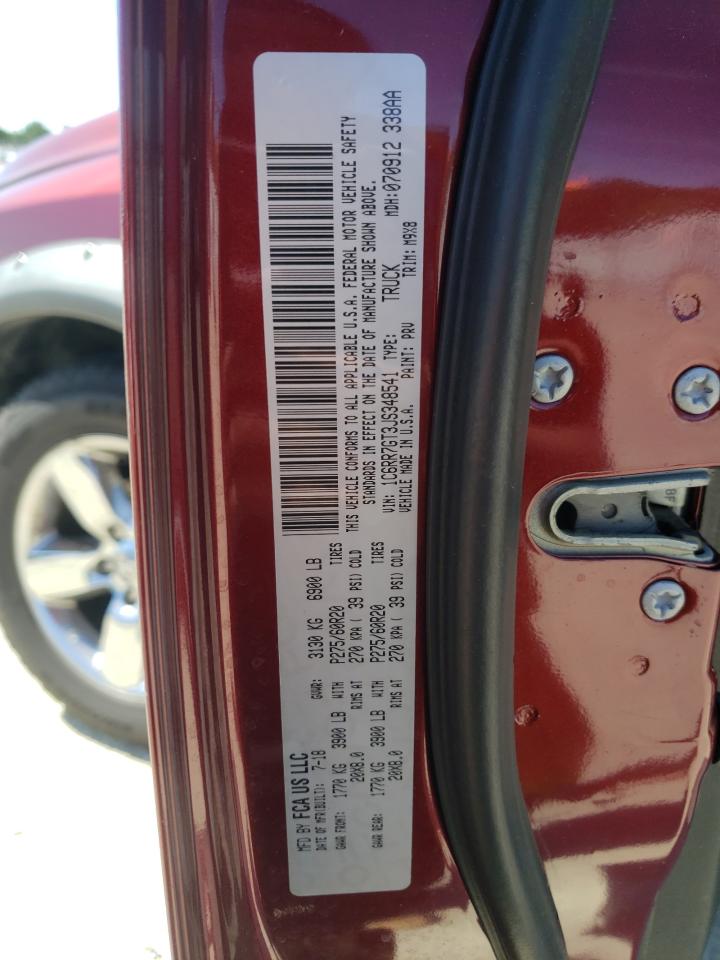 MFD BY FCA US LLC
DATE OF MFR(BUILT): 7-18 GVWR: 3130 KG 6900 LB
GAWR FRONT: 1770 KG 3900 LB WITH P275/60R20 TIRES
20X8.0 RIMS AT 270 KPA( 39 PSI) COLD
GAWR REAR: 1770 KG 3900 LB WITH P275/60R20 TIRES
20X8.0 RIMS AT 270 KPA( 39 PSI) COLD
THIS VEHICLE CONFORMS TO ALL APPLICABLE U.S.A. FEDERAL MOTOR VEHICLE SAFETY
STANDARDS IN EFFECT ON THE DATE OF MANUFACTURE SHOWN ABOVE.
VIN: 1C6RR7GT3JS348541 TYPE: TRUCK MDH:070912 338AA
VEHICLE MADE IN U.S.A. PAINT: PRV TRIM: M9X8